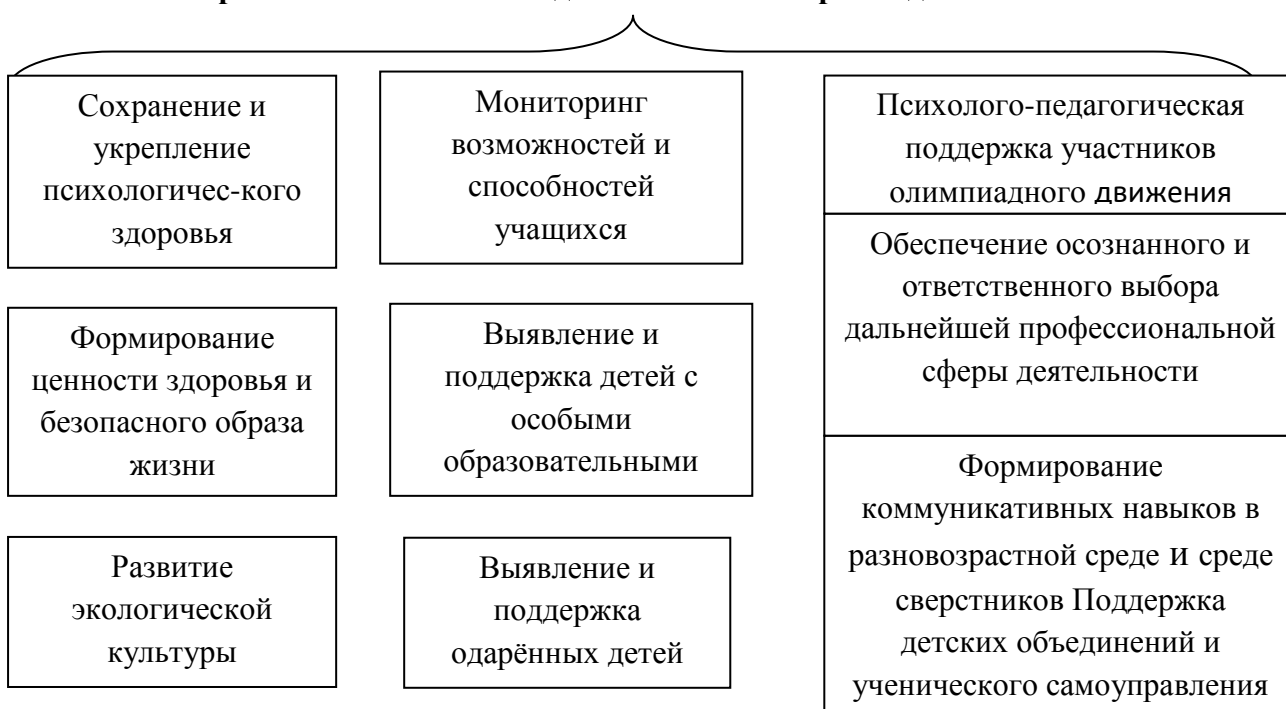 Сохранение и
укрепление
психологичес-кого
здоровья
Формирование
ценности здоровья и
безопасного образа
жизни
Развитие
экологической
культуры
Мониторинг
возможностей и
способностей
учащихся
Выявление и
поддержка детей с
особыми
образовательными
Выявление и
поддержка
одарённых детей
Психолого-педагогическая
поддержка участников
олимпиадного движения
Обеспечение осознанного и
ответственного выбора
дальнейшей профессиональной
сферы деятельности
Формирование
коммуникативных навыков в
разновозрастной среде и среде
сверстников Поддержка
детских объединений и
ученического самоуправления